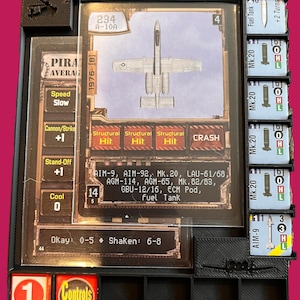 234
A-10A
4
1976-81
PIRA
AVERAG
Speed
Slow
Cannon/Strike
+1
Stand-Off
+1
Cool
0
Structural
Hit
Structural
Hit
Structural
Hit
CRASH
AIM-9, AIM-92, Mk.20, LAU-61/68
AGM-114, AGM-65, Mk.82/83,
GBU-12/16, ECM Pod,
Fuel Tank
14
5
Okay: 0-5 ♦ Shaken: 6-8
Mk.20
Mk.20
Mk.20
Mk.20
AIM-9
1
Controls